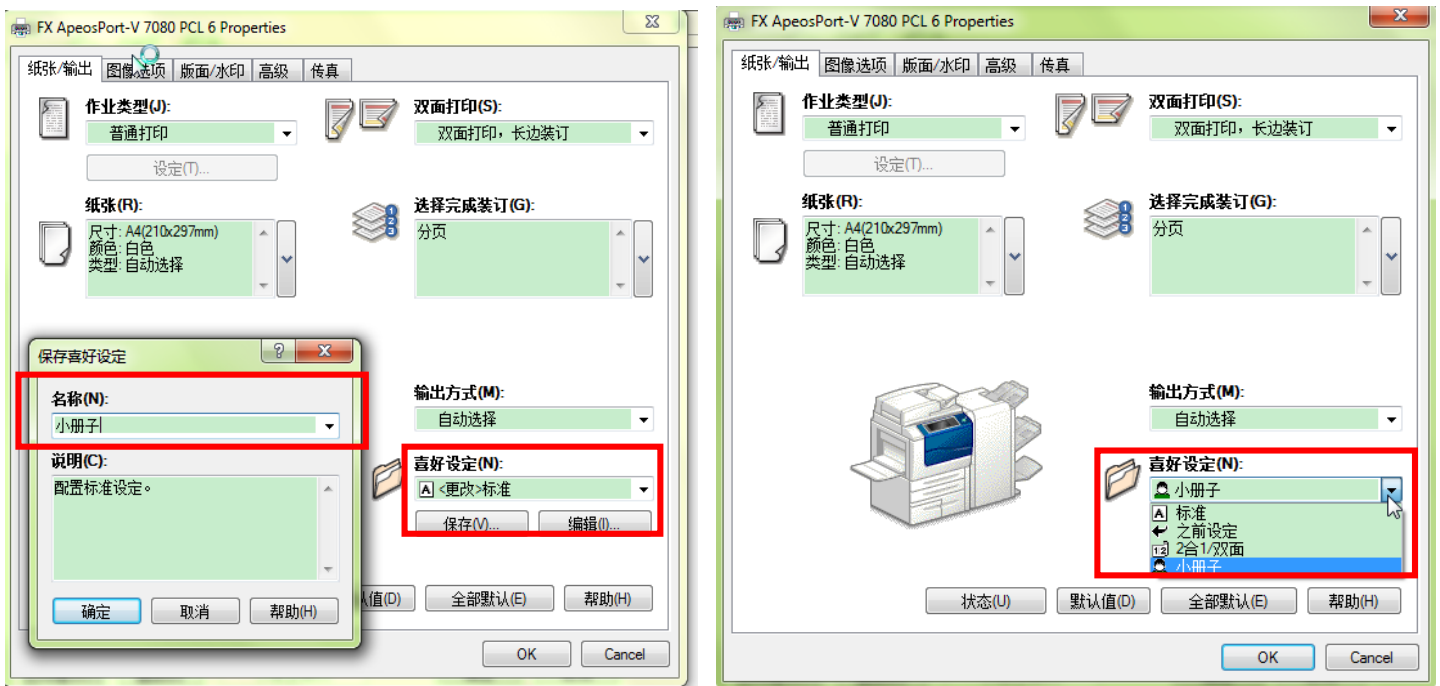 FX ApeosPort-V 7080 PCL 6 Properties
纸张/输出 图像选项 版面/水印 高级 传真
作业类型(J):
普通打印
设定(T)...
双面打印(S):
双面打印，长边装订
纸张(R):
尺寸: A4(210x297mm)
颜色: 白色
类型: 自动选择
选择完成装订(G):
分页
保存喜好设定
名称(N):
小册子
说明(C):
配置标准设定。
确定 取消 帮助(H)
输出方式(M):
自动选择
喜好设定(N):
A <更改>标准
保存(V)... 编辑(I)...
认值(D) 全部默认(E) 帮助(H)
OK Cancel
FX ApeosPort-V 7080 PCL 6 Properties
纸张/输出 图像选项 版面/水印 高级 传真
作业类型(J):
普通打印
设定(T)...
双面打印(S):
双面打印，长边装订
纸张(R):
尺寸: A4(210x297mm)
颜色: 白色
类型: 自动选择
选择完成装订(G):
分页
输出方式(M):
自动选择
喜好设定(N):
小册子
A 标准
之前设定
12 2合1/双面
小册子
状态(U) 默认值(D) 全部默认(E) 帮助(H)
OK Cancel